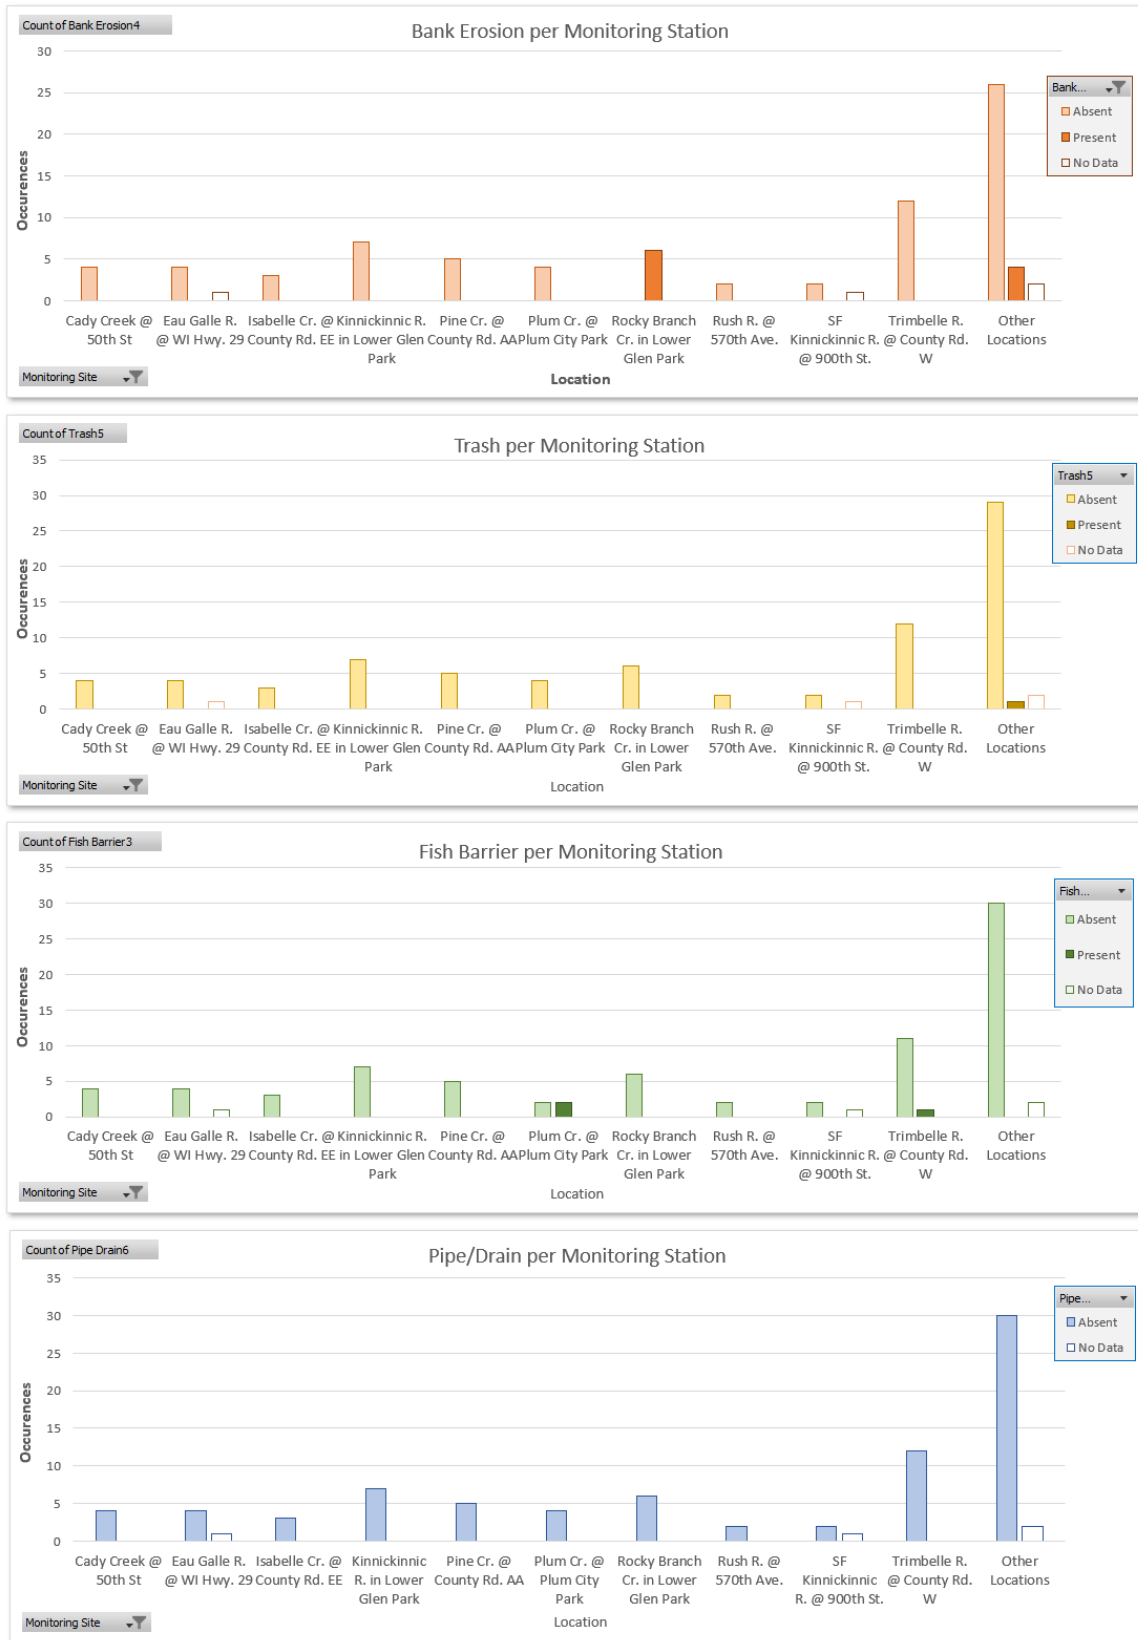 Count of Bank Erosion4
Bank Erosion per Monitoring Station
Bank...
Absent
Present
No Data
Occurences
30
25
20
15
10
5
0
Cady Creek @ 50th St
Eau Galle R. @ WI Hwy. 29
Isabelle Cr. @ County Rd. EE
Kinnickinnic R. in Lower Glen Park
Pine Cr. @ County Rd. AA
Plum Cr. @ Plum City Park
Rocky Branch Cr. in Lower Glen Park
Rush R. @ 570th Ave.
SF Kinnickinnic R. @ 900th St.
Trimbelle R. @ County Rd. W
Other Locations
Location
Monitoring Site
Count of Trash5
Trash per Monitoring Station
Trash5
Absent
Present
No Data
Occurences
35
30
25
20
15
10
5
0
Cady Creek @ 50th St
Eau Galle R. @ WI Hwy. 29
Isabelle Cr. @ County Rd. EE
Kinnickinnic R. in Lower Glen Park
Pine Cr. @ County Rd. AA
Plum Cr. @ Plum City Park
Rocky Branch Cr. in Lower Glen Park
Rush R. @ 570th Ave.
SF Kinnickinnic R. @ 900th St.
Trimbelle R. @ County Rd. W
Other Locations
Location
Monitoring Site
Count of Fish Barrier3
Fish Barrier per Monitoring Station
Fish...
Absent
Present
No Data
Occurences
35
30
25
20
15
10
5
0
Cady Creek @ 50th St
Eau Galle R. @ WI Hwy. 29
Isabelle Cr. @ County Rd. EE
Kinnickinnic R. in Lower Glen Park
Pine Cr. @ County Rd. AA
Plum Cr. @ Plum City Park
Rocky Branch Cr. in Lower Glen Park
Rush R. @ 570th Ave.
SF Kinnickinnic R. @ 900th St.
Trimbelle R. @ County Rd. W
Other Locations
Location
Monitoring Site
Count of Pipe Drain6
Pipe/Drain per Monitoring Station
Pipe...
Absent
No Data
Occurences
35
30
25
20
15
10
5
0
Cady Creek @ 50th St
Eau Galle R. @ WI Hwy. 29
Isabelle Cr. @ County Rd. EE
Kinnickinnic R. in Lower Glen Park
Pine Cr. @ County Rd. AA
Plum Cr. @ Plum City Park
Rocky Branch Cr. in Lower Glen Park
Rush R. @ 570th Ave.
SF Kinnickinnic R. @ 900th St.
Trimbelle R. @ County Rd. W
Other Locations
Location
Monitoring Site